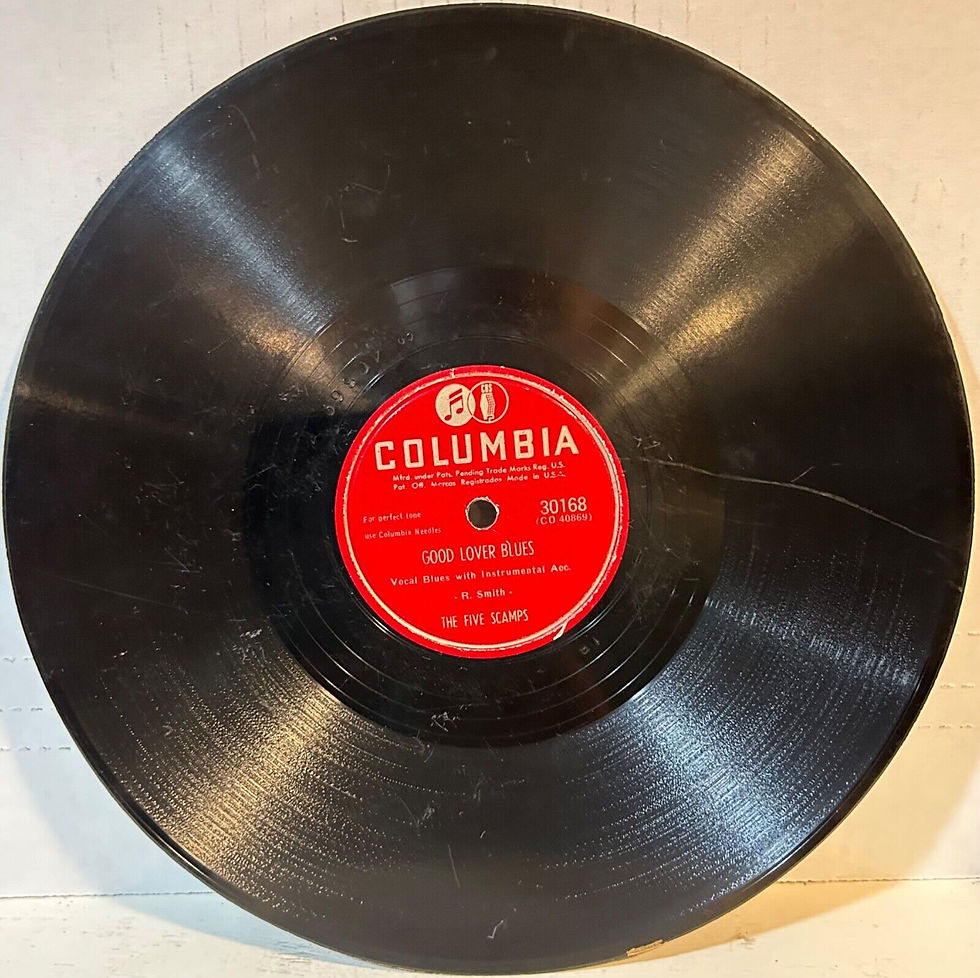 CBS
COLUMBIA
Mfrd. under Pats. Pending Trade Marks Reg. U.S.
Pat. Off. Marcas Registradas Made in U.S.A.
For perfect tone
use Columbia Needles
30168
(CO 40869)
GOOD LOVER BLUES
Vocal Blues with Instrumental Acc.
- R. Smith -
THE FIVE SCAMPS